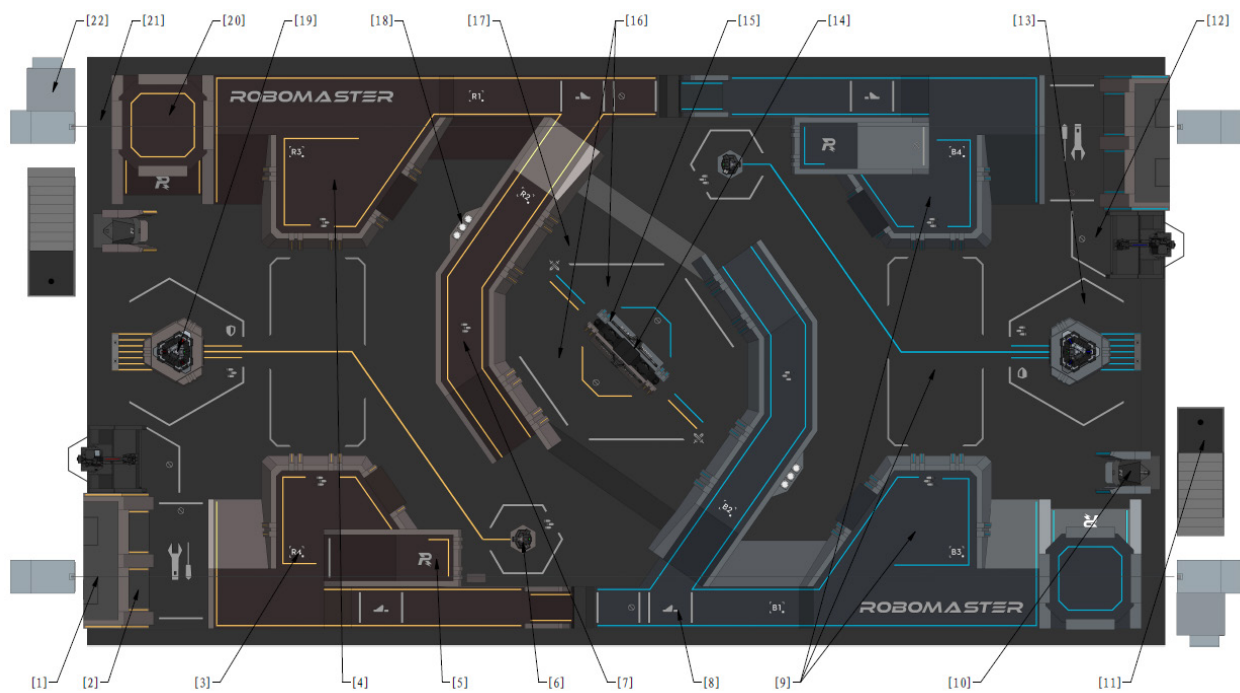 [22] [21] [20] [19] [18] [17] [16] [15] [14] [13] [12]
ROBOMASTER R1
R3 B4
R2
R4 B2 B3
B1 ROBOMASTER
[1] [2] [3] [4] [5] [6] [7] [8] [9] [10] [11]